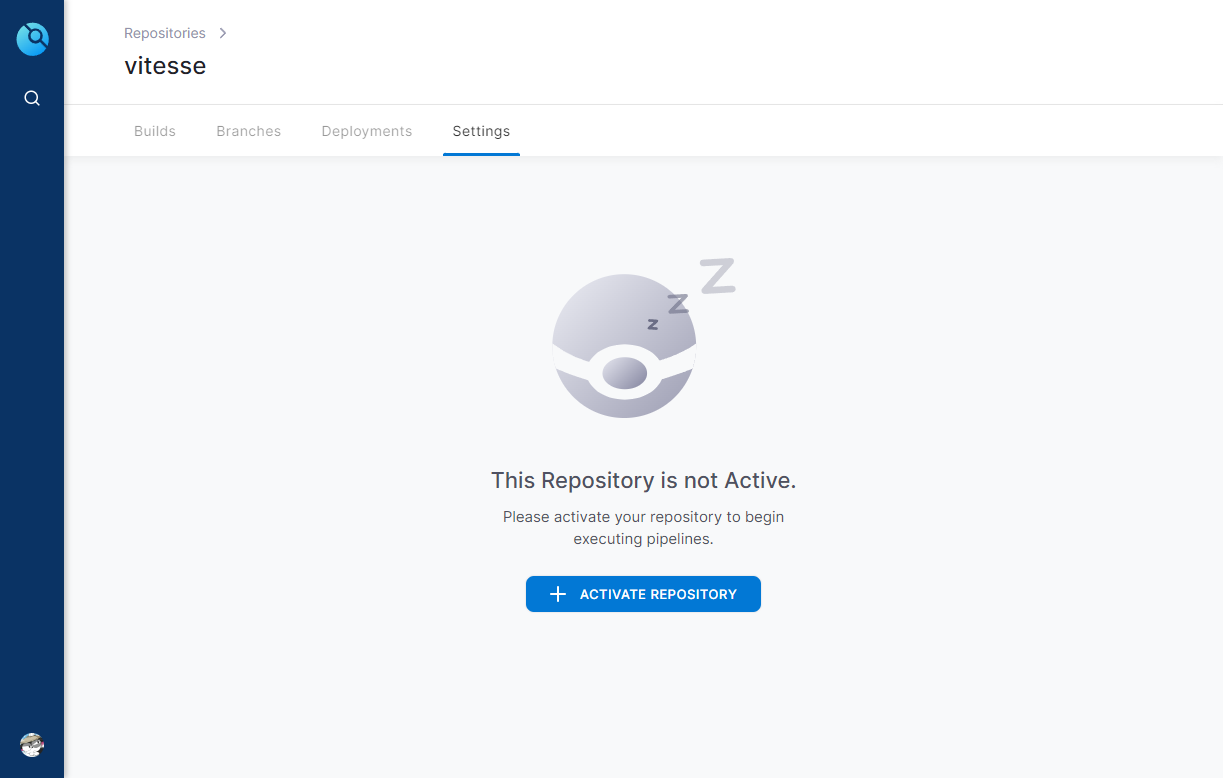 Repositories
vitesse
Builds Branches Deployments Settings
z z Z
This Repository is not Active.
Please activate your repository to begin
executing pipelines.
ACTIVATE REPOSITORY